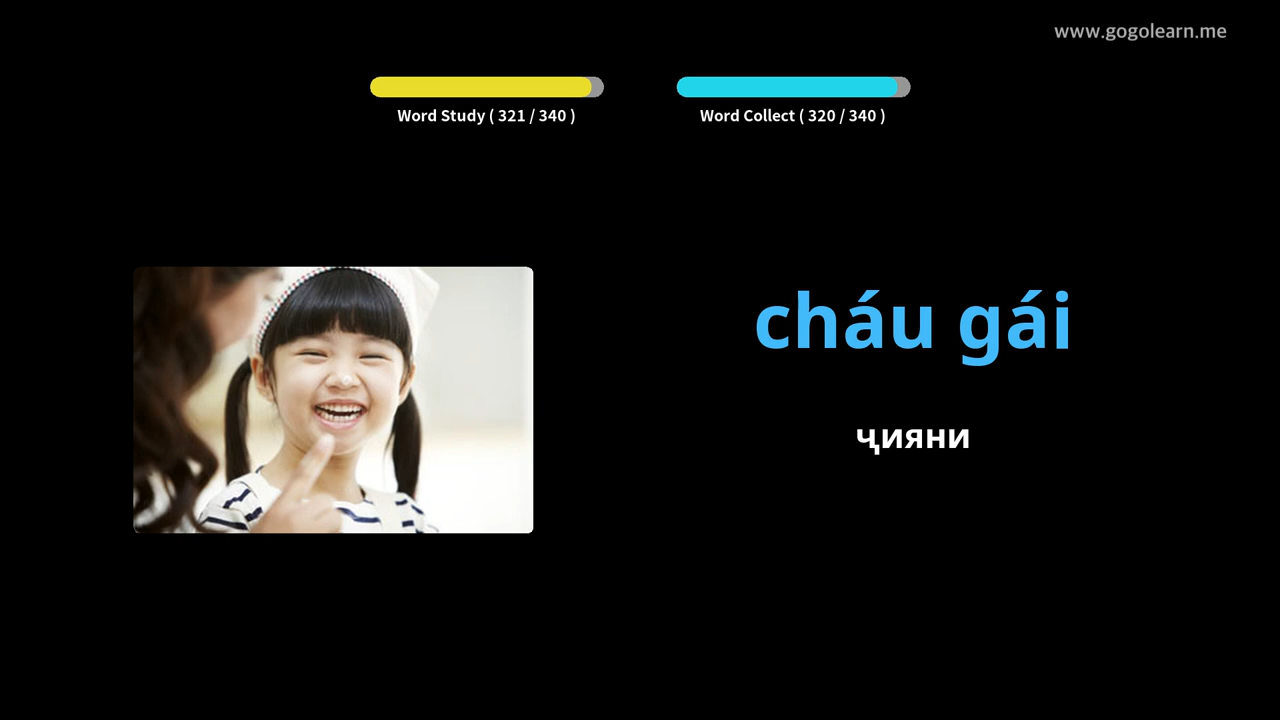 www.gogolearn.me
Word Study ( 321 / 340 )
Word Collect ( 320 / 340 )
cháu gái
ҷияни